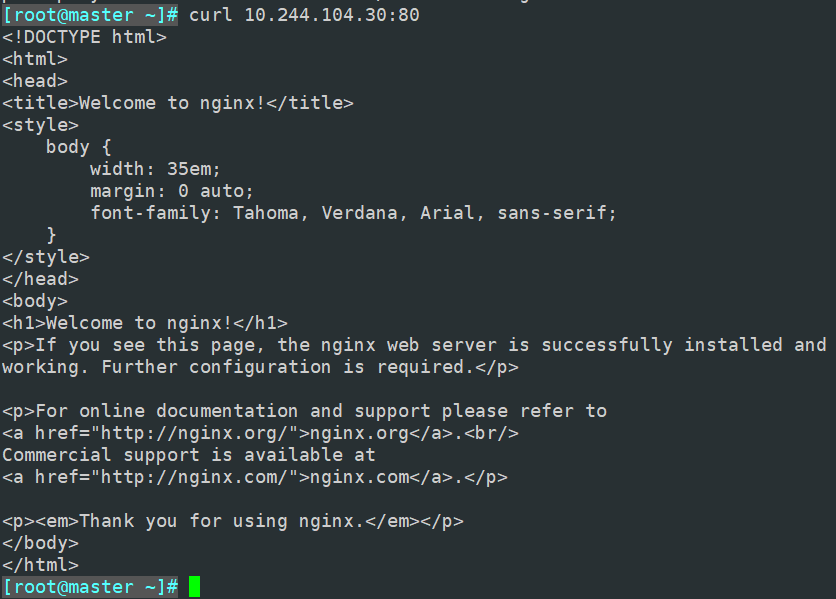 [root@master ~]# curl 10.244.104.30:80
<!DOCTYPE html>
<html>
<head>
<title>Welcome to nginx!</title>
<style>
    body {
        width: 35em;
        margin: 0 auto;
        font-family: Tahoma, Verdana, Arial, sans-serif;
    }
</style>
</head>
<body>
<h1>Welcome to nginx!</h1>
<p>If you see this page, the nginx web server is successfully installed and
working. Further configuration is required.</p>

<p>For online documentation and support please refer to
<a href="http://nginx.org/">nginx.org</a>.<br/>
Commercial support is available at
<a href="http://nginx.com/">nginx.com</a>.</p>

<p><em>Thank you for using nginx.</em></p>
</body>
</html>
[root@master ~]#